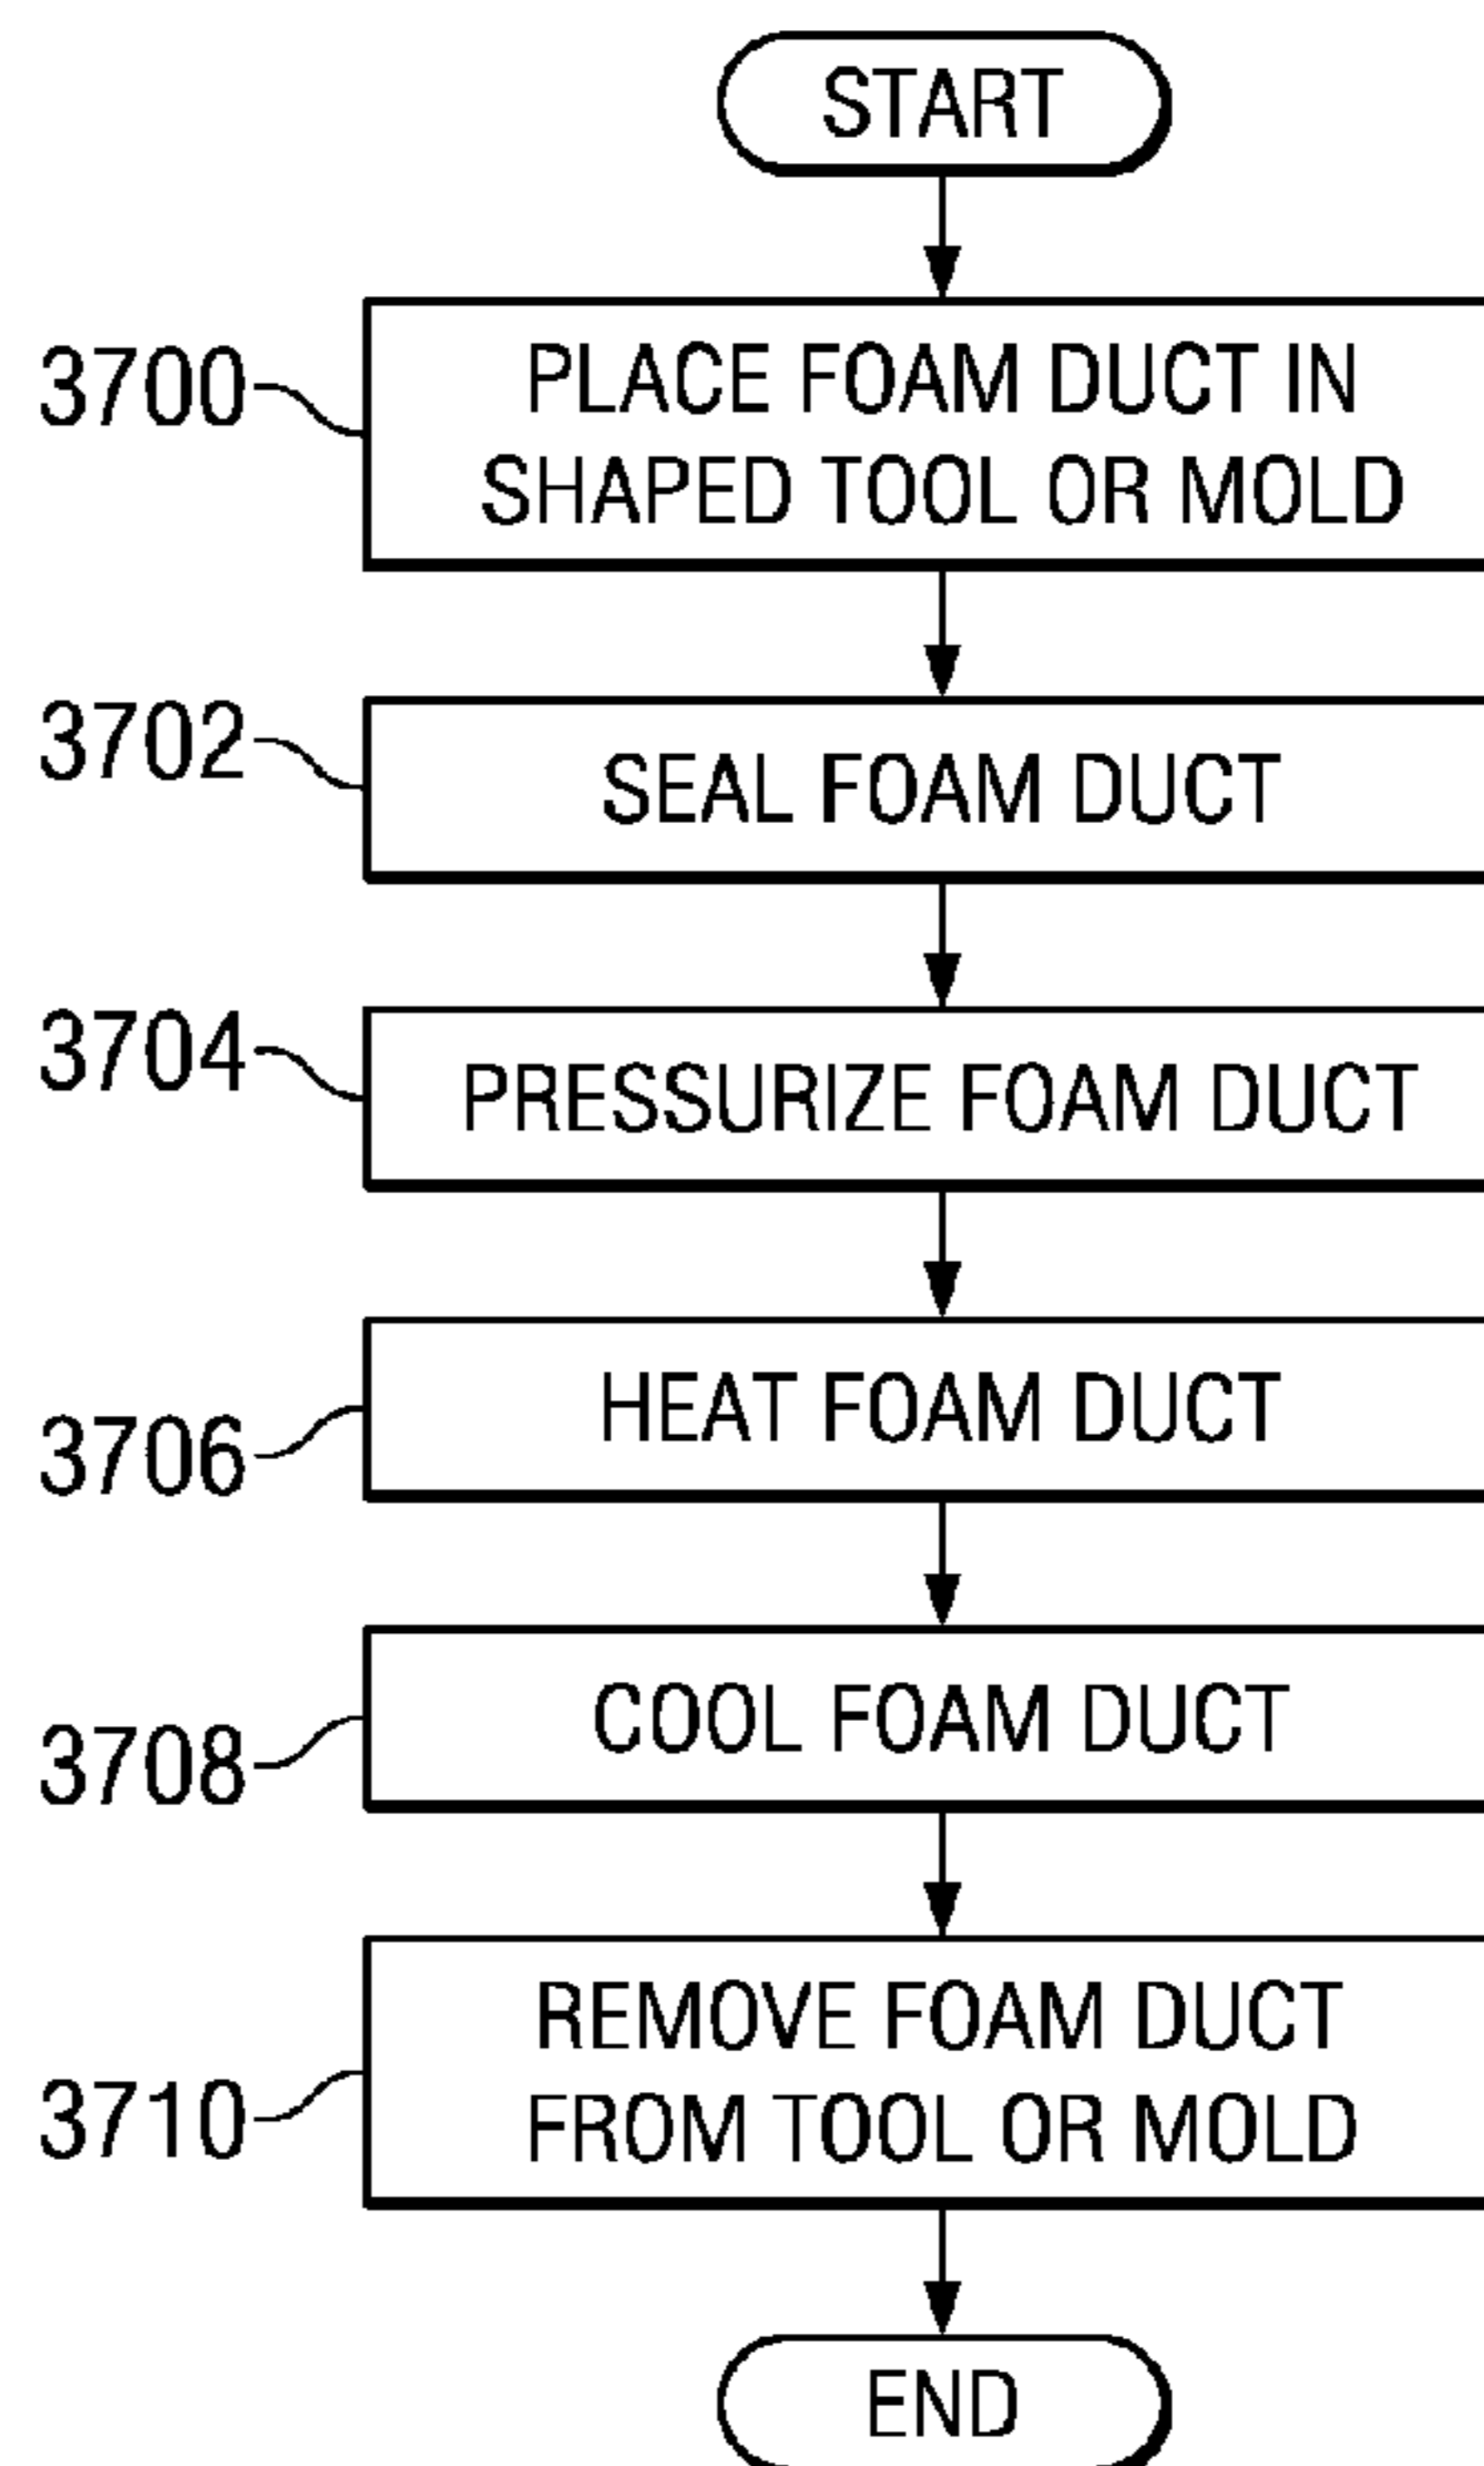 START
3700
PLACE FOAM DUCT IN
SHAPED TOOL OR MOLD
3702
SEAL FOAM DUCT
3704
PRESSURIZE FOAM DUCT
3706
HEAT FOAM DUCT
3708
COOL FOAM DUCT
3710
REMOVE FOAM DUCT
FROM TOOL OR MOLD
END